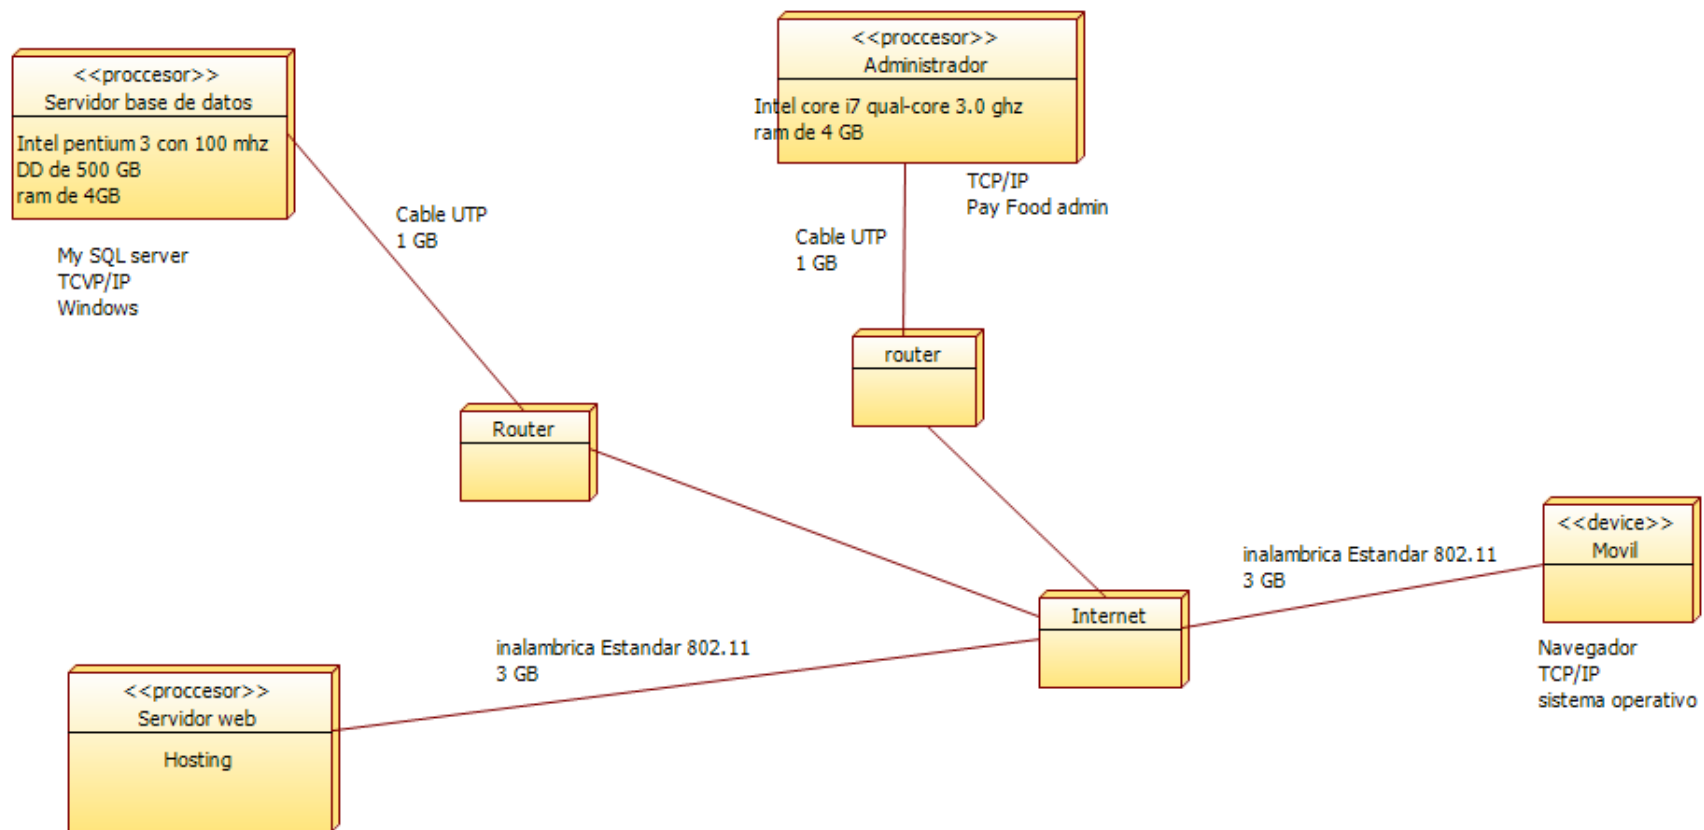 <<proccesor>>
Servidor base de datos
Intel pentium 3 con 100 mhz
DD de 500 GB
ram de 4GB
My SQL server
TCVP/IP
Windows
<<proccesor>>
Administrador
Intel core i7 qual-core 3.0 ghz
ram de 4 GB
TCP/IP
Pay Food admin
Cable UTP
1 GB
Cable UTP
1 GB
router
Router
<<device>>
Movil
inalambrica Estandar 802.11
3 GB
Internet
Navegador
TCP/IP
sistema operativo
inalambrica Estandar 802.11
3 GB
<<proccesor>>
Servidor web
Hosting